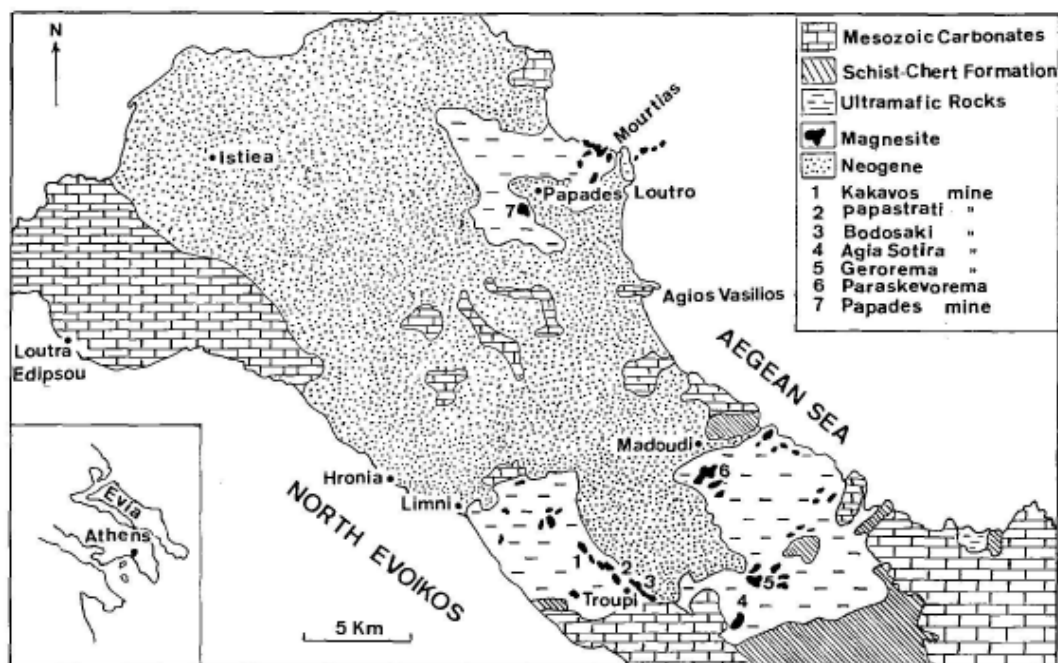 N
Istiea
Mourtias
Papades
Loutro
7
Agios Vasilios
Loutra
Edipsou
AEGEAN SEA
Madoudi
6
Hronia
Limni
NORTH EVOIKOS
1
2
3
Troupi
5
4
5 Km
Evia
Athens
Mesozoic Carbonates
Schist-Chert Formation
Ultramafic Rocks
Magnesite
Neogene
1 Kakavos mine
2 papastrati "
3 Bodosaki "
4 Agia Sotira "
5 Gerorema "
6 Paraskevorema
7 Papades mine